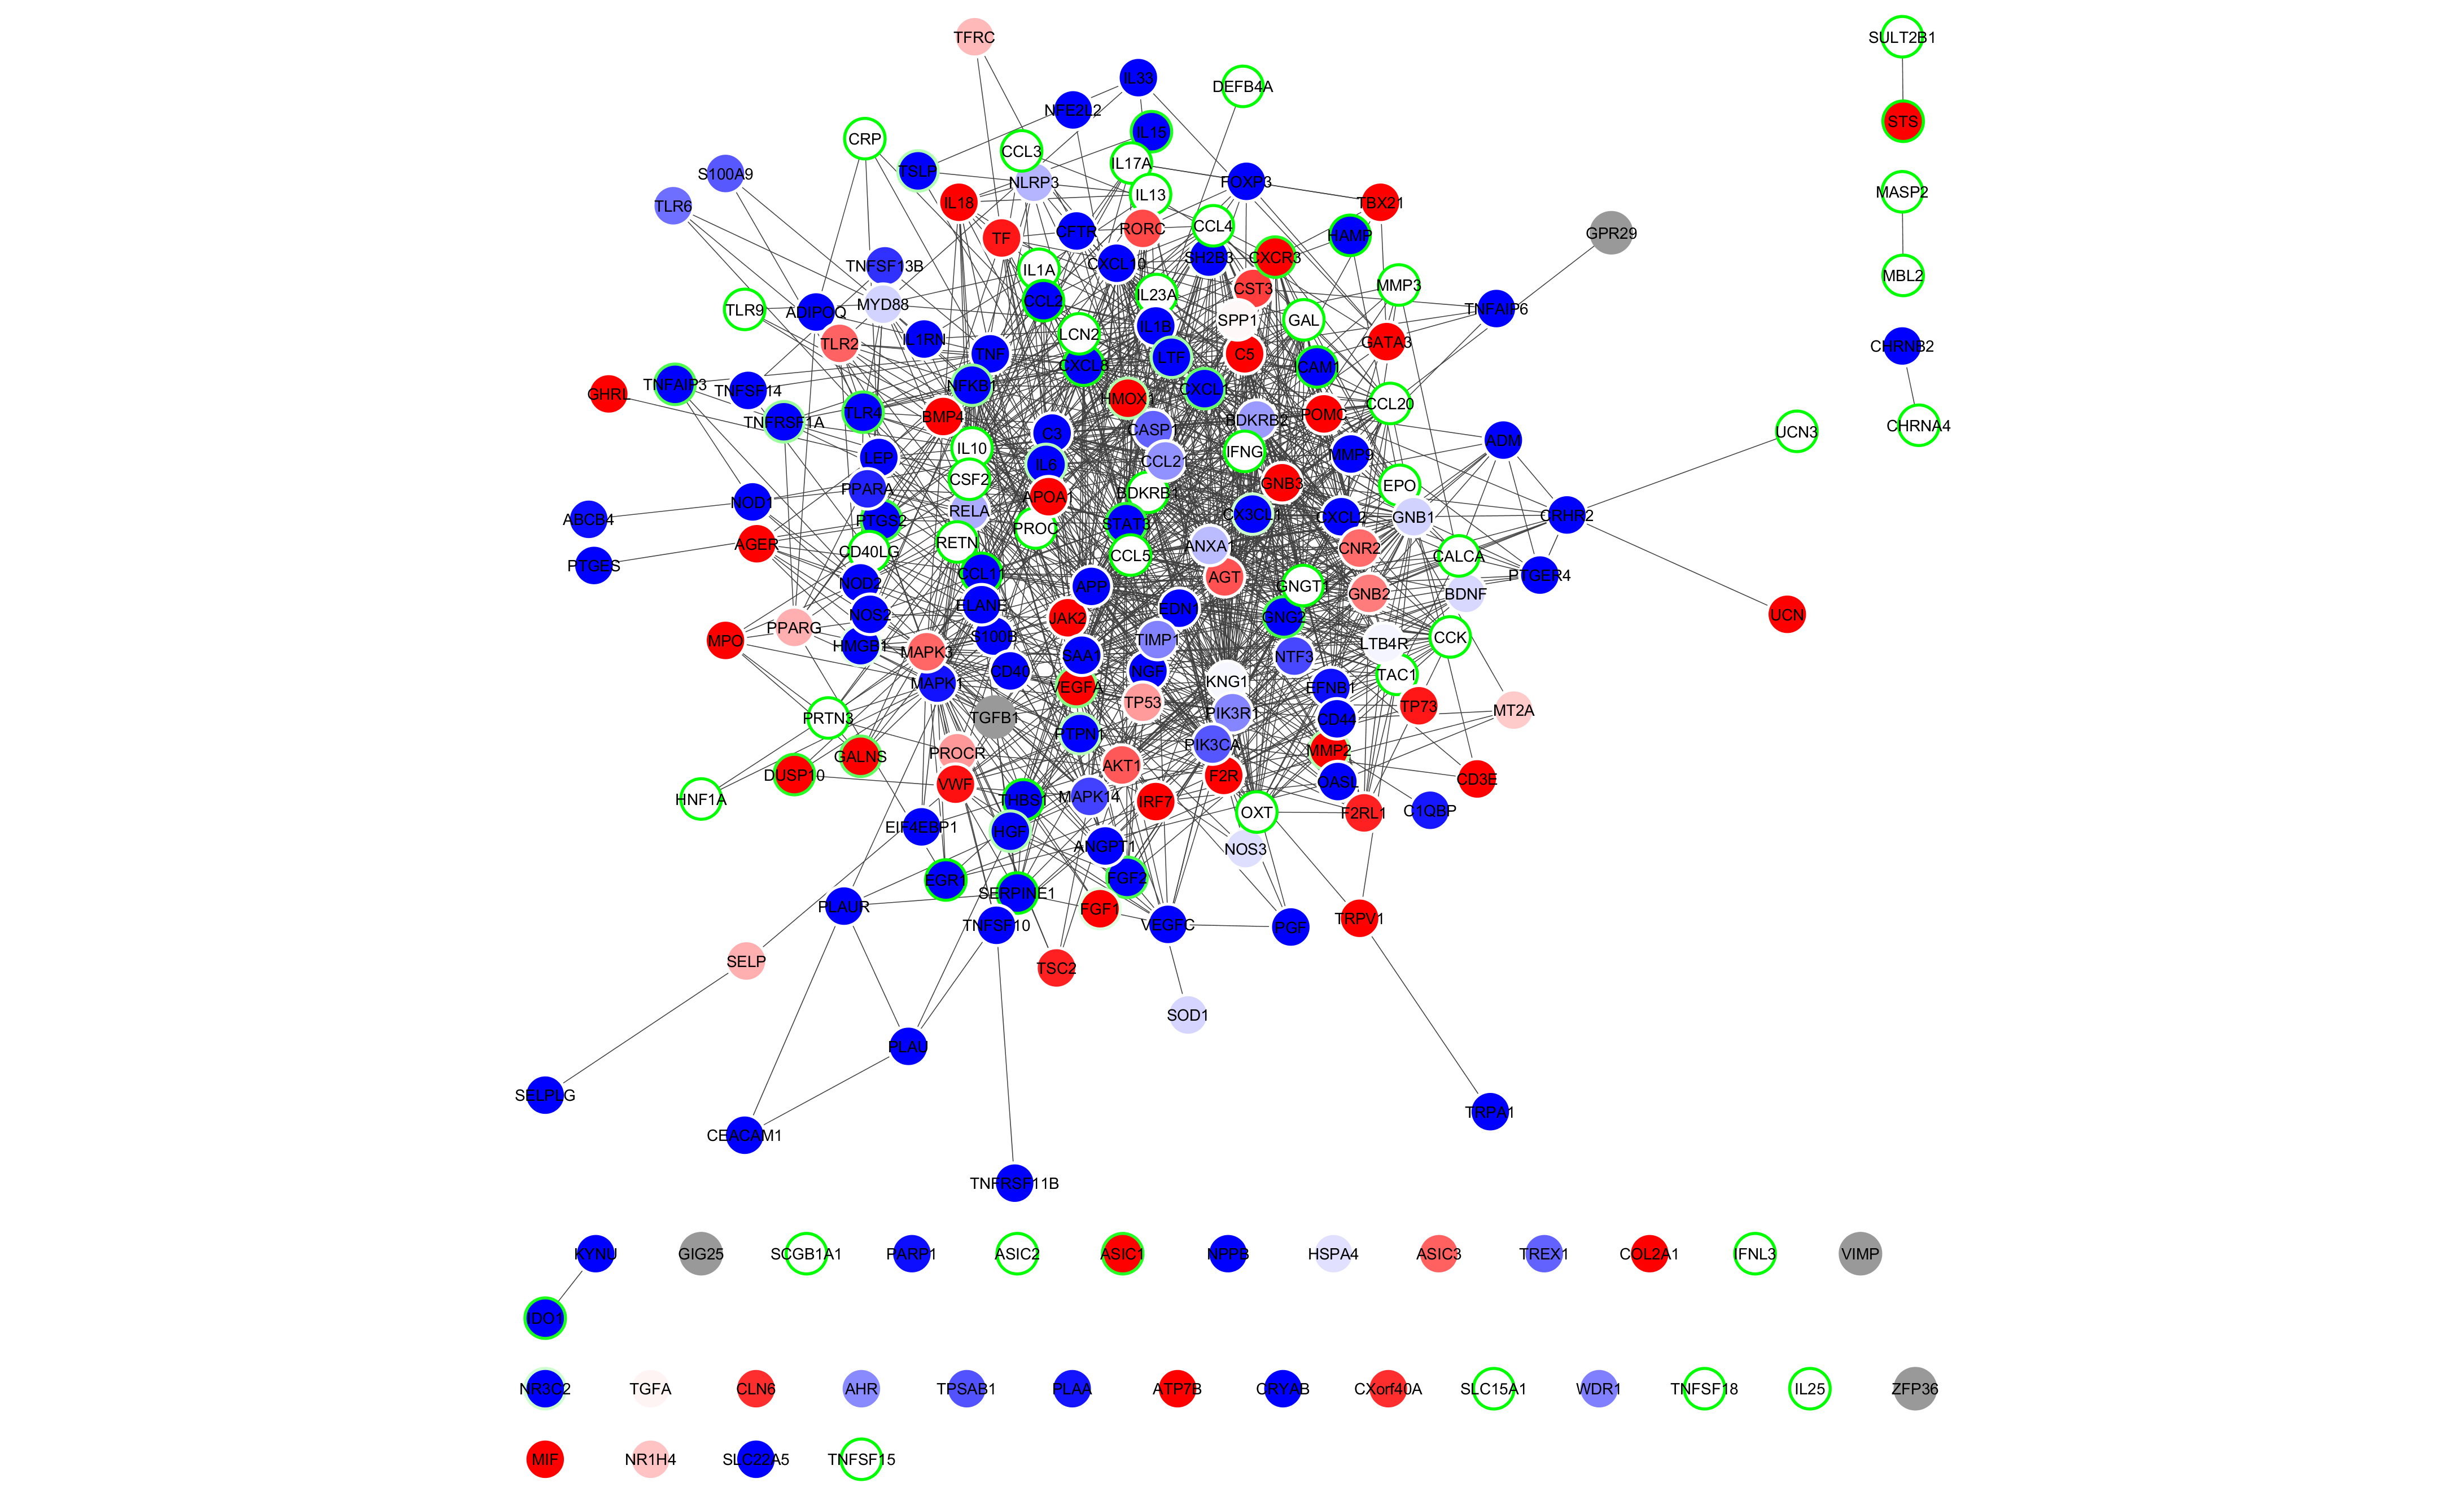 TFRC
SULT2B1
IL33
DEFB4A
NFE2L2
STS
IL15
CRP
CCL3
IL17A
TSLP
S100A9
NLRP3
FOXP3
IL13
MASP2
IL18
TBX21
TLR6
CCL4
RORC
CFTR
GPR29
TF
HAMP
SH2B3
CXCR3
CXCL10
TNFSF13B
IL1A
MBL2
MMP3
CST3
IL23A
CCL2
MYD88
TLR9
ADIPOQ
TNFAIP6
SPP1
GAL
IL1B
LCN2
IL1RN
TLR2
GATA3
CHRNB2
TNF
C5
LTF
CXCL8
ICAM1
TNFAIP3
NFKB1
CXCL1
TNFSF14
GHRL
HMOX1
CCL20
TLR4
BMP4
POMC
TNFRSF1A
BDKRB2
CHRNA4
CASP1
C3
UCN3
ADM
IL10
IFNG
MMP9
LEP
CCL21
IL6
CSF2
GNB3
EPO
PPARA
BDKRB1
APOA1
NOD1
RELA
CX3CL1
CXCL2
GNB1
CRHR2
ABCB4
PTGS2
STAT3
PROC
AGER
RETN
ANXA1
CNR2
CD40LG
CCL5
CALCA
PTGES
CCL11
AGT
PTGER4
NOD2
APP
GNGT1
GNB2
BDNF
ELANE
EDN1
NOS2
UCN
JAK2
GNG2
PPARG
S100B
CCK
MPO
TIMP1
LTB4R
HMGB1
MAPK3
SAA1
NTF3
CD40
NGF
TAC1
KNG1
MAPK1
VEGFA
EFNB1
TP53
TP73
MT2A
PIK3R1
PRTN3
TGFB1
CD44
PTPN1
PIK3CA
MMP2
PROCR
GALNS
AKT1
DUSP10
F2R
CD3E
OASL
VWF
MAPK14
HNF1A
THBS1
IRF7
C1QBP
OXT
F2RL1
EIF4EBP1
HGF
ANGPT1
NOS3
FGF2
EGR1
SERPINE1
PLAUR
FGF1
TRPV1
TNFSF10
VEGFC
PGF
SELP
TSC2
SOD1
PLAU
SELPLG
TRPA1
CEACAM1
TNFRSF11B
KYNU
GIG25
SCGB1A1
PARP1
ASIC2
ASIC1
NPPB
HSPA4
ASIC3
TREX1
COL2A1
IFNL3
VIMP
IDO1
NR3C2
TGFA
CLN6
AHR
TPSAB1
PLAA
ATP7B
CRYAB
CXorf40A
SLC15A1
WDR1
TNFSF18
IL25
ZFP36
MIF
NR1H4
SLC22A5
TNFSF15